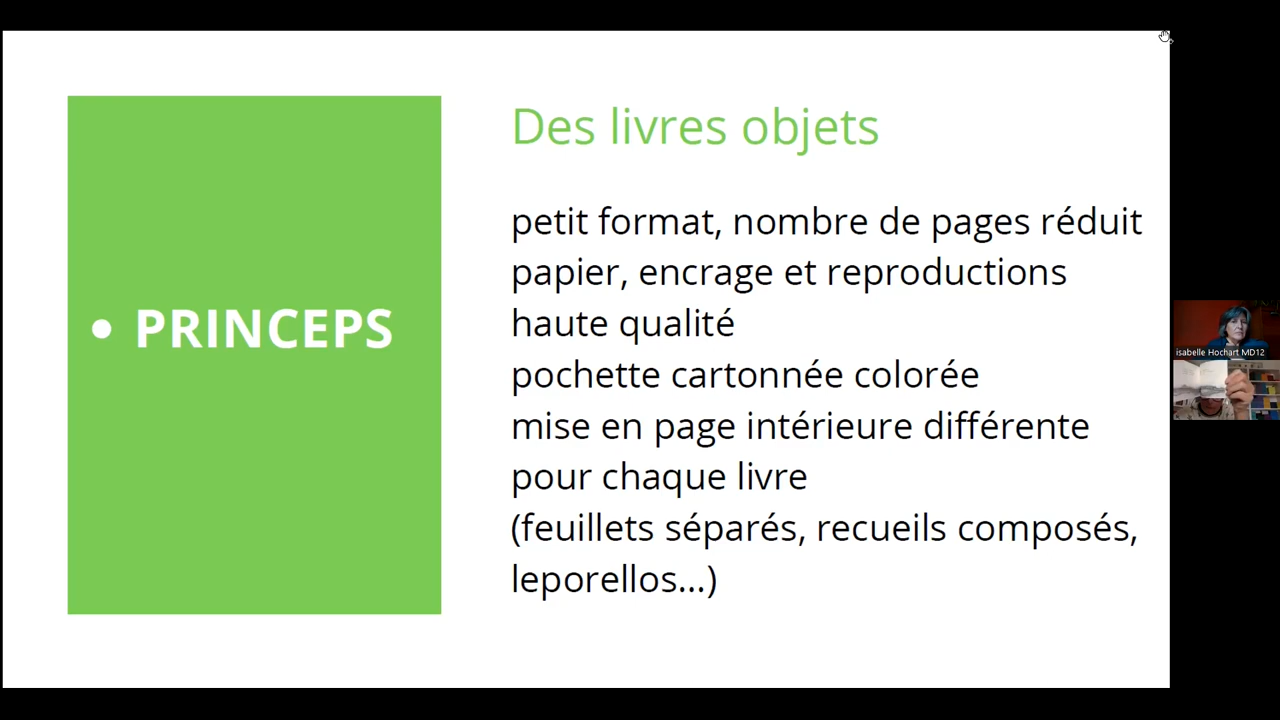 • PRINCEPS
Des livres objets
petit format, nombre de pages réduit
papier, encrage et reproductions
haute qualité
pochette cartonnée colorée
mise en page intérieure différente
pour chaque livre
(feuillets séparés, recueils composés,
leporellos...)
isabelle Hochart MD12